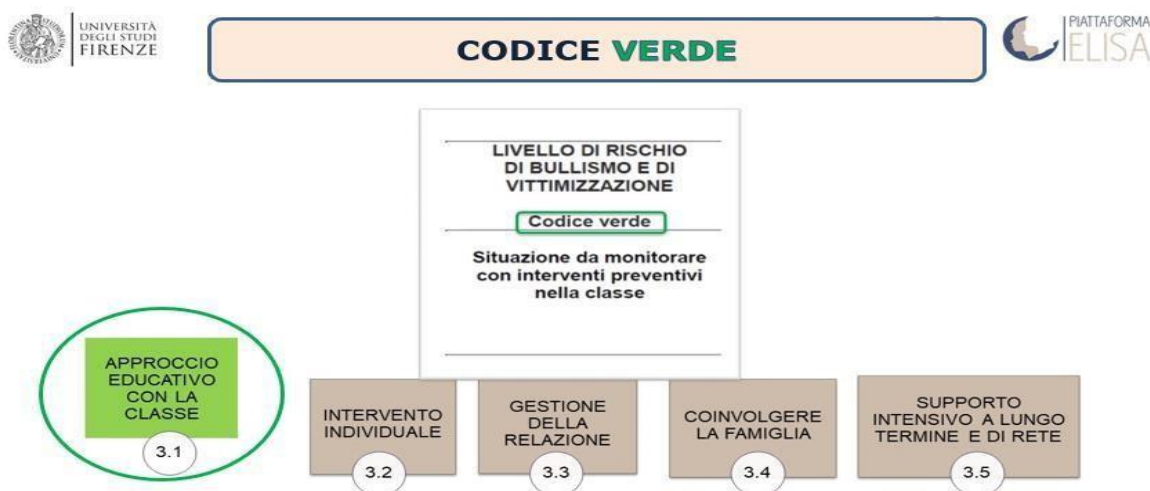 UNIVERSITÀ
DEGLI STUDI
FIRENZE
CODICE VERDE
PIATTAFORMA
ELISA
LIVELLO DI RISCHIO
DI BULLISMO E DI
VITTIMIZZAZIONE
Codice verde
Situazione da monitorare
con interventi preventivi
nella classe
APPROCCIO
EDUCATIVO
CON LA
CLASSE
3.1
INTERVENTO
INDIVIDUALE
3.2
GESTIONE
DELLA
RELAZIONE
3.3
COINVOLGERE
LA FAMIGLIA
3.4
SUPPORTO
INTENSIVO A LUNGO
TERMINE E DI RETE
3.5